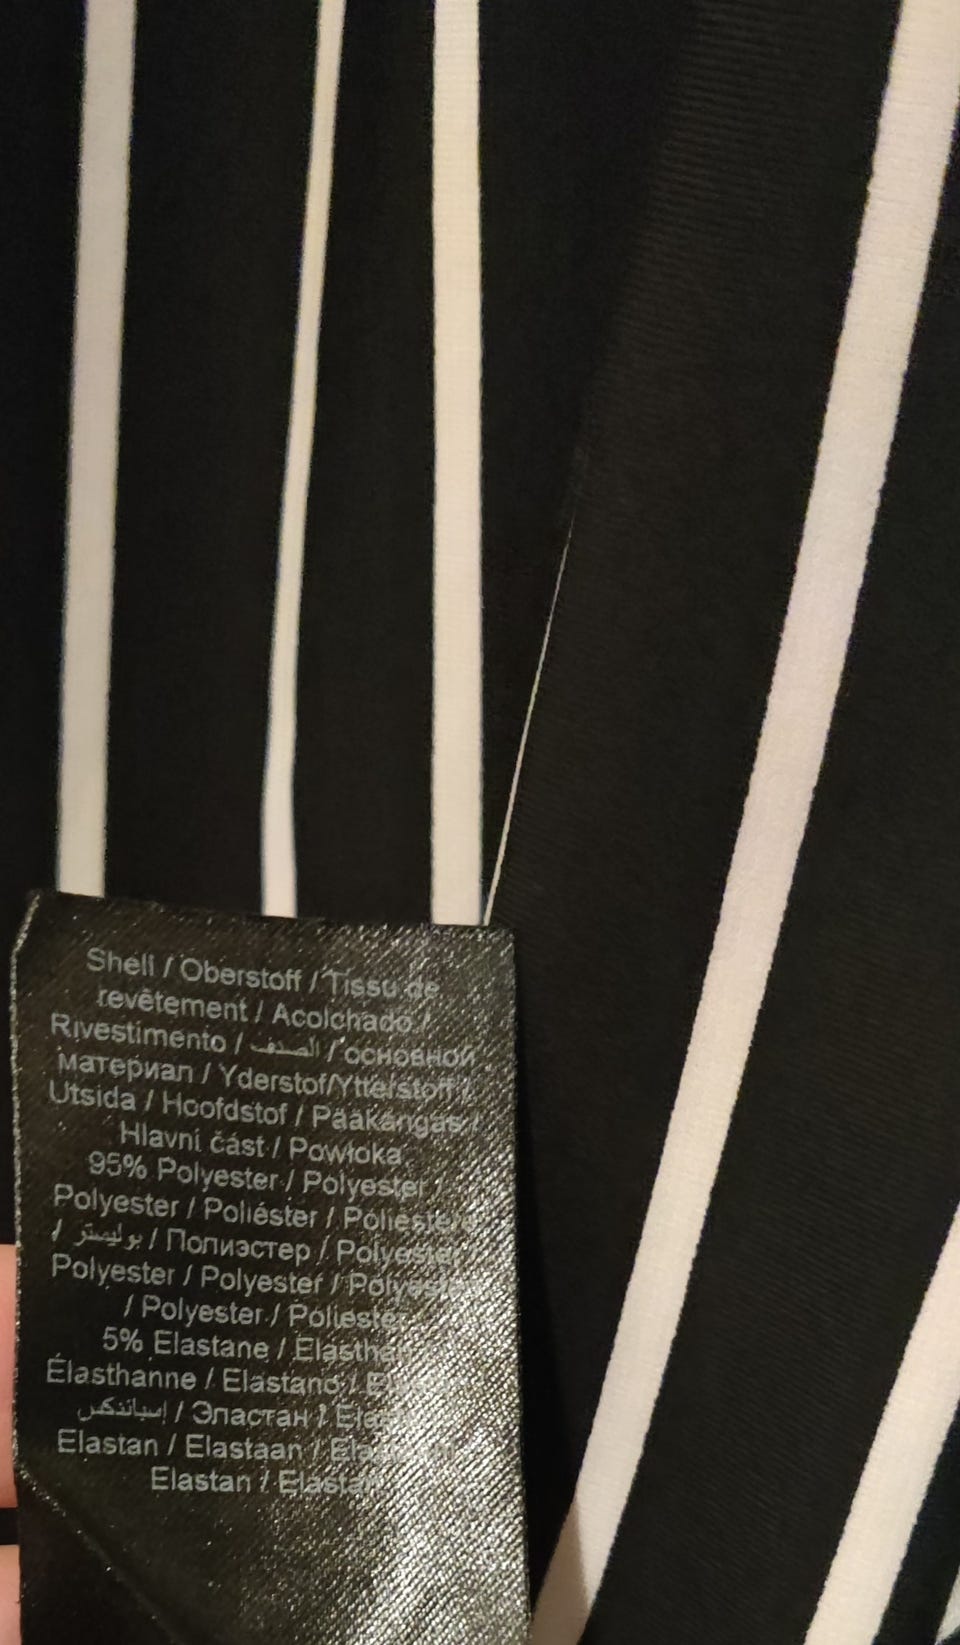 Shell / Oberstoff / Tissu de
revêtement / Acolchado /
Rivestimento / الصدف / основной
материал / Yderstof/Ytterstoff /
Utsida / Hoofdstof / Pääkangas /
Hlavní část / Powłoka
95% Polyester / Polyester /
Polyester / Poliéster / Poliestere
/ بوليستر / Полиэстер / Polyester /
Polyester / Polyester / Polyester
/ Polyester / Poliester
5% Elastane / Elasthan
Élasthanne / Elastano /
إسباندكس / Эластан /
Elastan / Elastaan /
Elastan / Elastan